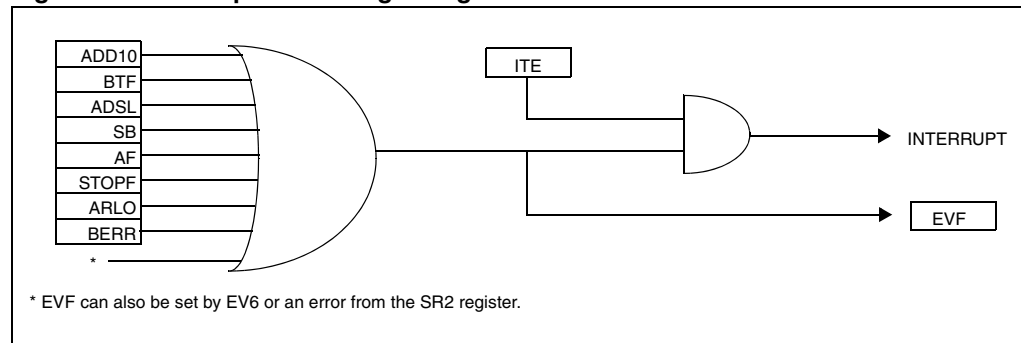 ADD10
BTF
ADSL
SB
AF
STOPF
ARLO
BERR
*
ITE
INTERRUPT
EVF
* EVF can also be set by EV6 or an error from the SR2 register.